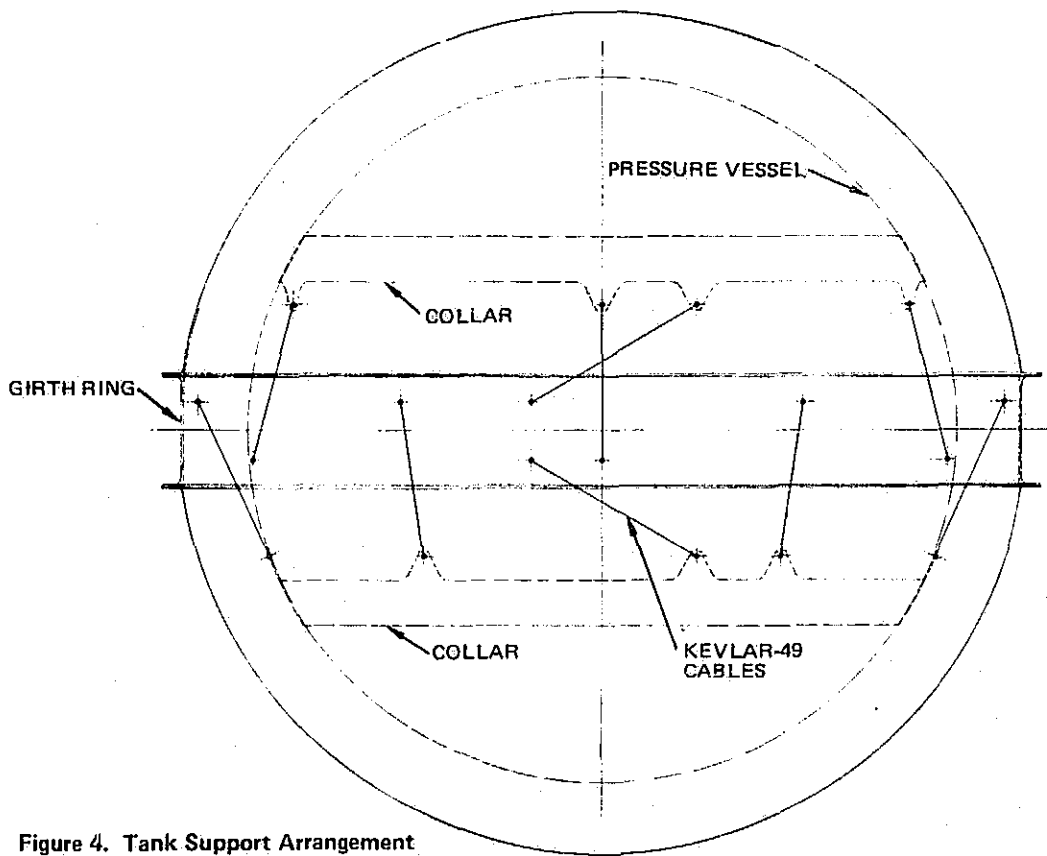 PRESSURE VESSEL
COLLAR
GIRTH RING
COLLAR
KEVLAR-49
CABLES
Figure 4. Tank Support Arrangement